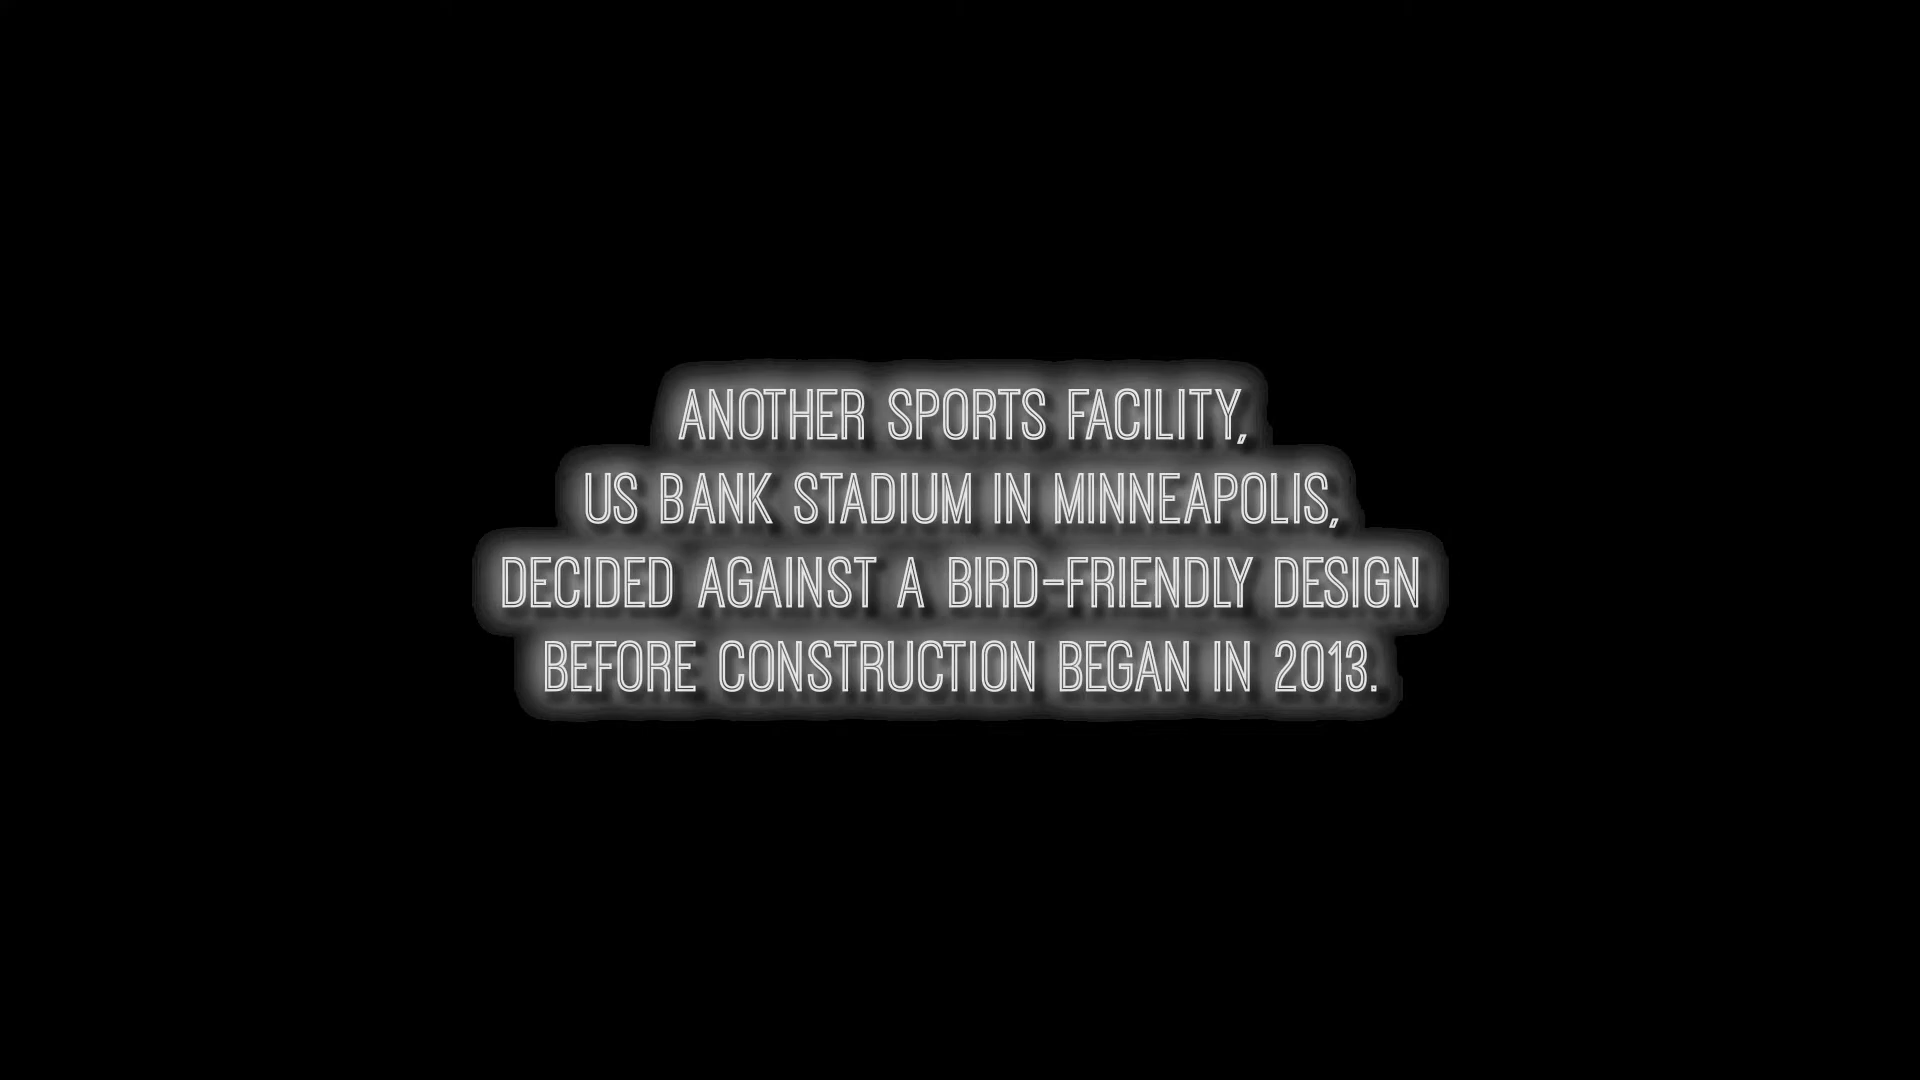 ANOTHER SPORTS FACILITY,
US BANK STADIUM IN MINNEAPOLIS,
DECIDED AGAINST A BIRD-FRIENDLY DESIGN
BEFORE CONSTRUCTION BEGAN IN 2013.